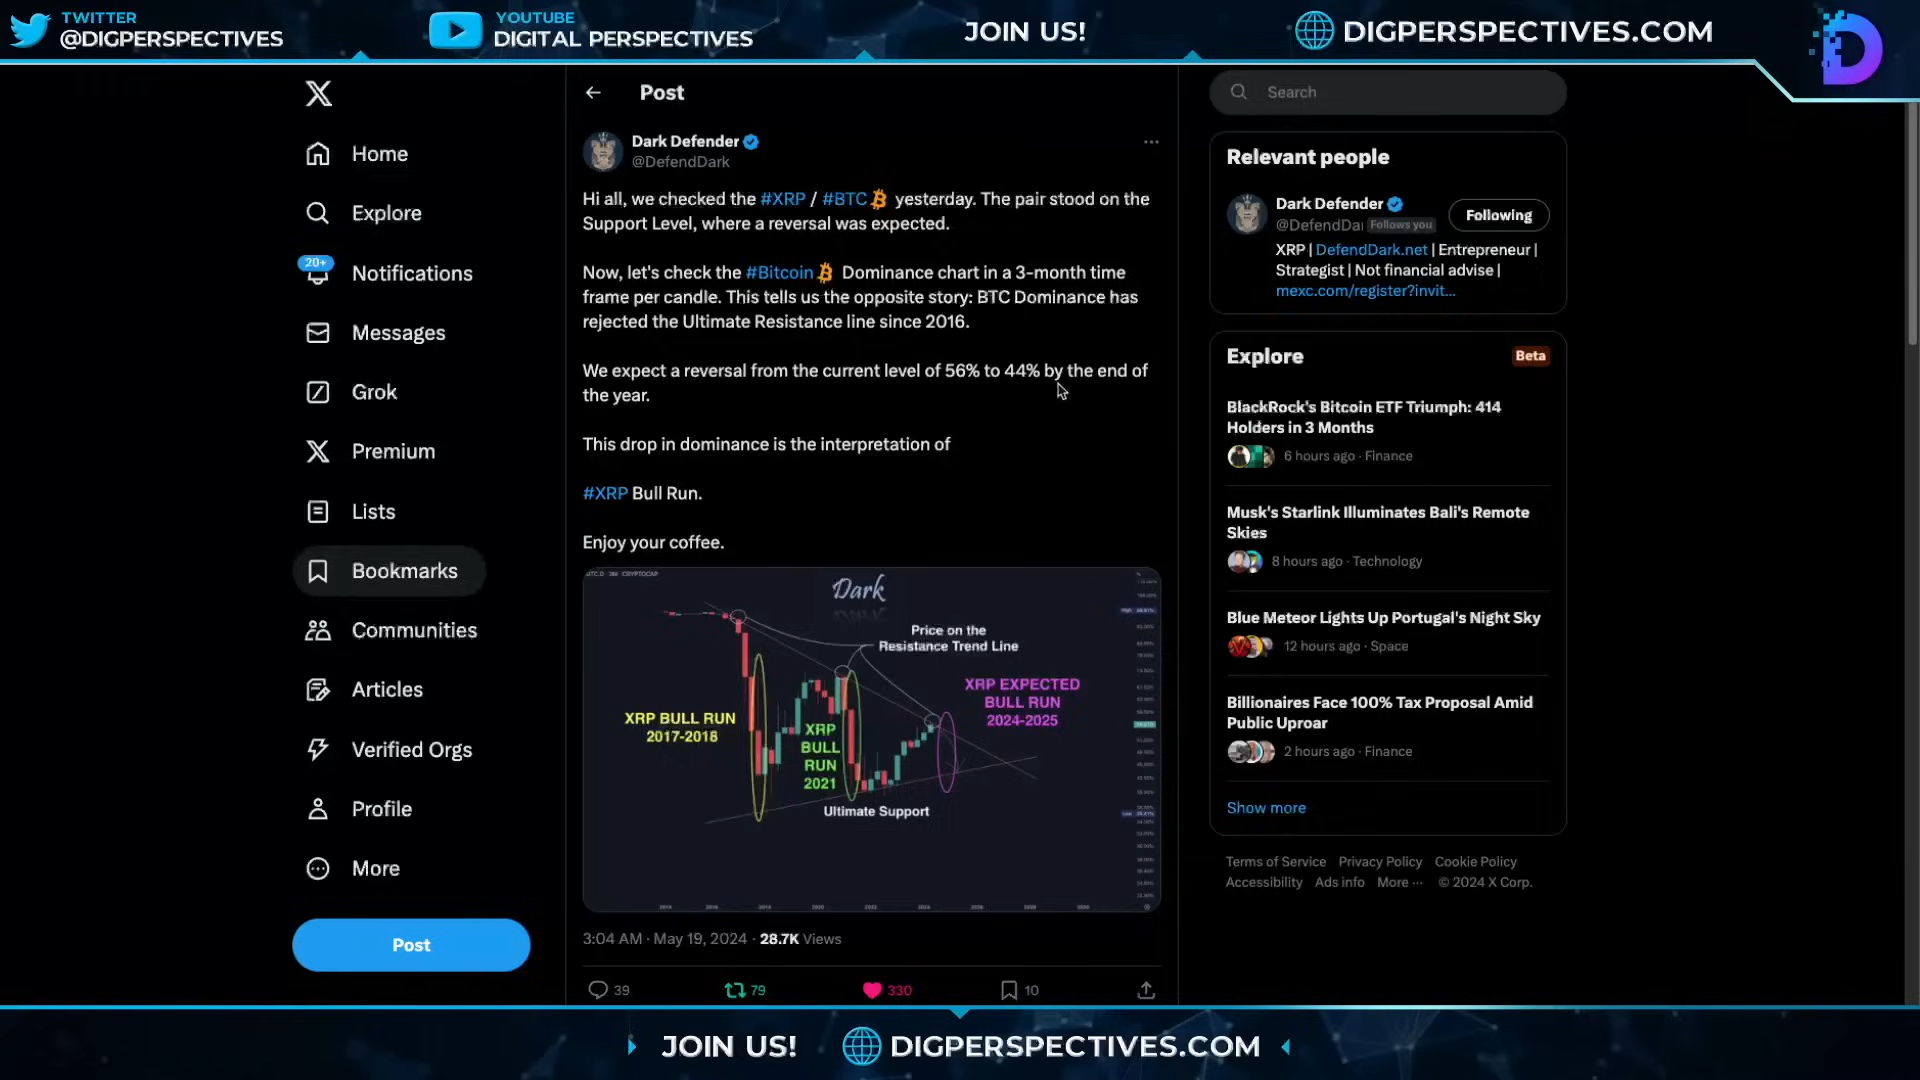 TWITTER
@DIGPERSPECTIVES
YOUTUBE
DIGITAL PERSPECTIVES
JOIN US!
DIGPERSPECTIVES.COM
Home
Explore
20+
Notifications
Messages
Grok
Premium
Lists
Bookmarks
Communities
Articles
Verified Orgs
Profile
More
Post
Post
Dark Defender
@DefendDark
Hi all, we checked the #XRP / #BTC yesterday. The pair stood on the
Support Level, where a reversal was expected.
Now, let's check the #Bitcoin Dominance chart in a 3-month time
frame per candle. This tells us the opposite story: BTC Dominance has
rejected the Ultimate Resistance line since 2016.
We expect a reversal from the current level of 56% to 44% by the end of
the year.
This drop in dominance is the interpretation of
#XRP Bull Run.
Enjoy your coffee.
Dark
Price on the
Resistance Trend Line
XRP EXPECTED
BULL RUN
2024-2025
XRP BULL RUN
2017-2018
XRP
BULL
RUN
2021
Ultimate Support
3:04 AM · May 19, 2024 · 28.7K Views
39
79
330
10
Search
Relevant people
Dark Defender
@DefendDar
Follows you
Following
XRP | DefendDark.net | Entrepreneur |
Strategist | Not financial advise |
mexc.com/register?invit...
Explore
Beta
BlackRock's Bitcoin ETF Triumph: 414
Holders in 3 Months
6 hours ago · Finance
Musk's Starlink Illuminates Bali's Remote
Skies
8 hours ago · Technology
Blue Meteor Lights Up Portugal's Night Sky
12 hours ago · Space
Billionaires Face 100% Tax Proposal Amid
Public Uproar
2 hours ago · Finance
Show more
Terms of Service Privacy Policy Cookie Policy
Accessibility Ads info More ··· © 2024 X Corp.
JOIN US!
DIGPERSPECTIVES.COM